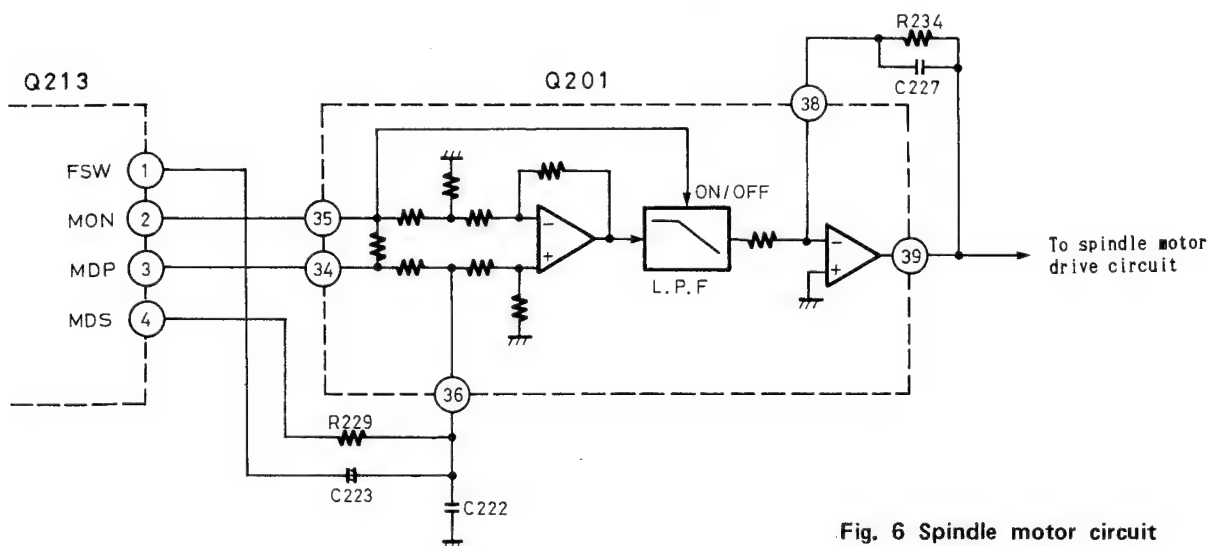 R234
C227
Q213
Q201
38
FSW
1
MON
2
35
ON/OFF
MDP
3
34
L.P.F
39
To spindle motor
drive circuit
MDS
4
36
R229
C223
C222
−
+
−
+
Fig. 6 Spindle motor circuit